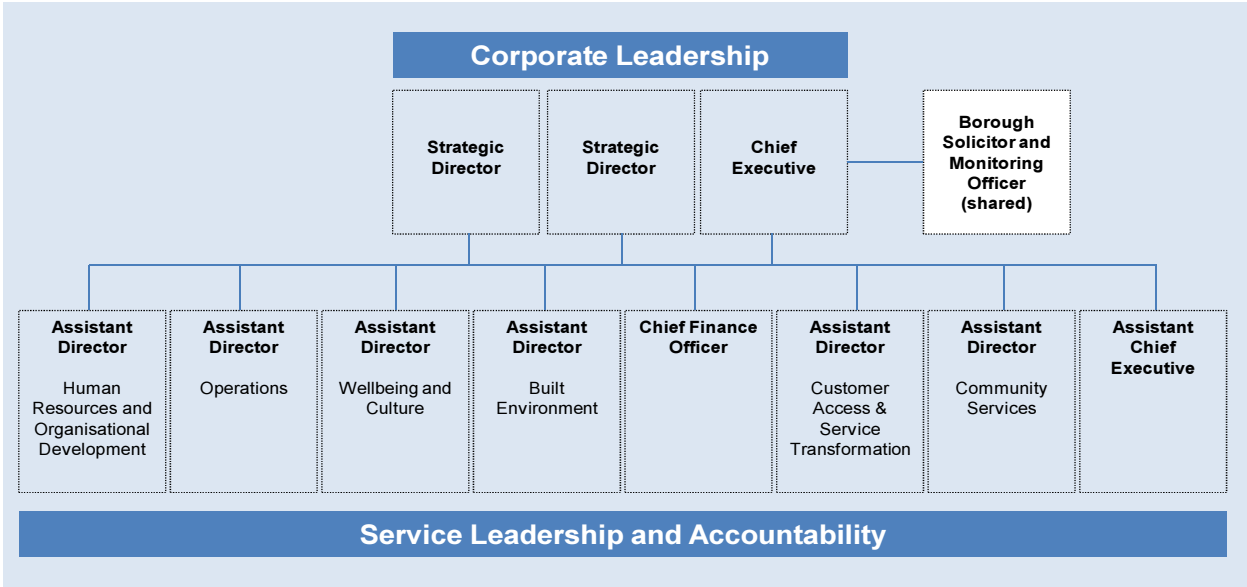 Corporate Leadership
Strategic
Director
Strategic
Director
Chief
Executive
Borough
Solicitor and
Monitoring
Officer
(shared)
Assistant
Director
Human
Resources and
Organisational
Development
Assistant
Director
Operations
Assistant
Director
Wellbeing and
Culture
Assistant
Director
Built
Environment
Chief Finance
Officer
Assistant
Director
Customer
Access &
Service
Transformation
Assistant
Director
Community
Services
Assistant
Chief
Executive
Service Leadership and Accountability